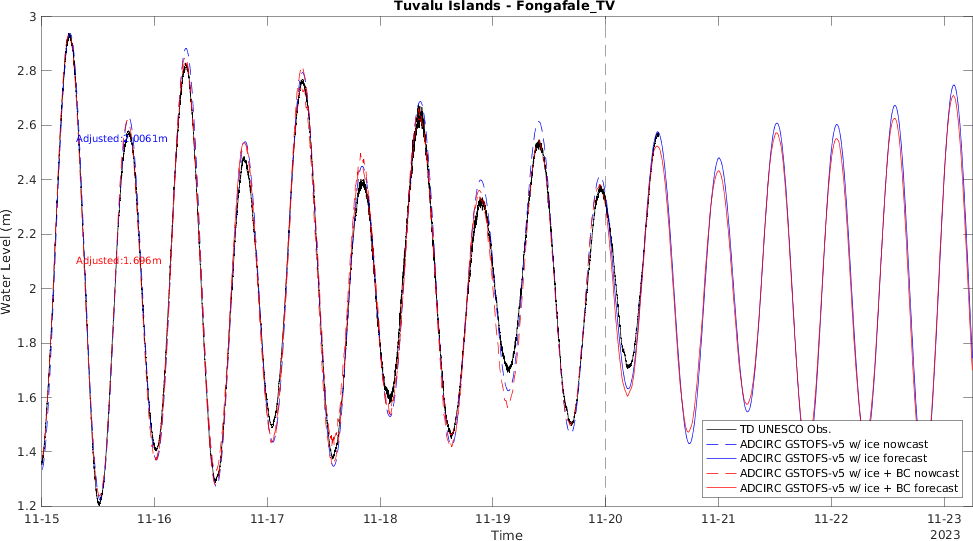 Tuvalu Islands - Fongafale_TV
3
2.8
2.6
2.4
2.2
2
1.8
1.6
1.4
1.2
Water Level (m)
Adjusted:
0061m
Adjusted:1.696m
TD UNESCO Obs.
ADCIRC GSTOFS-v5 w/ ice nowcast
ADCIRC GSTOFS-v5 w/ ice forecast
ADCIRC GSTOFS-v5 w/ ice + BC nowcast
ADCIRC GSTOFS-v5 w/ ice + BC forecast
11-15 11-16 11-17 11-18 11-19 11-20 11-21 11-22 11-23
Time
2023